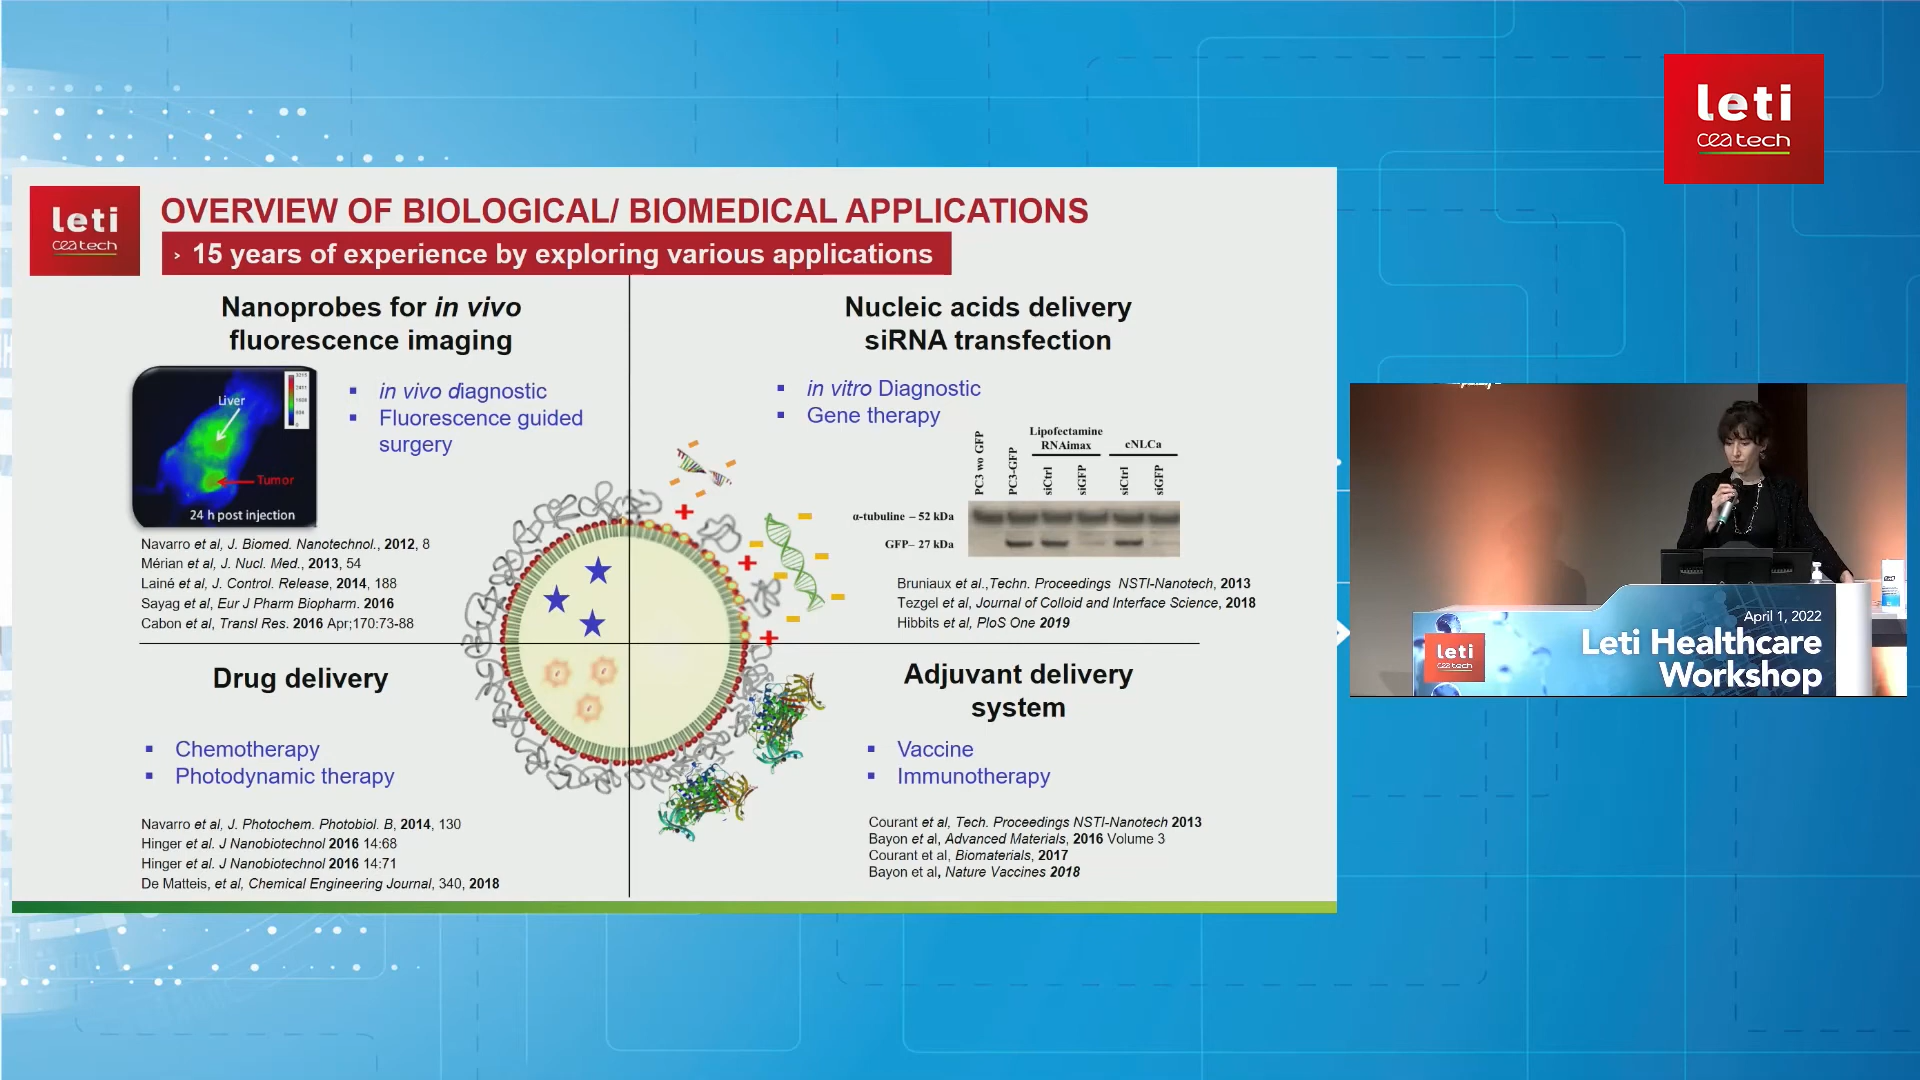 leti
cea tech
leti
cea tech
OVERVIEW OF BIOLOGICAL/ BIOMEDICAL APPLICATIONS
› 15 years of experience by exploring various applications
Nanoprobes for in vivo
fluorescence imaging
Liver
Tumor
24 h post injection
▪ in vivo diagnostic
▪ Fluorescence guided
surgery
Navarro et al, J. Biomed. Nanotechnol., 2012, 8
Mérian et al, J. Nucl. Med., 2013, 54
Lainé et al, J. Control. Release, 2014, 188
Sayag et al, Eur J Pharm Biopharm. 2016
Cabon et al, Transl Res. 2016 Apr;170:73-88
Nucleic acids delivery
siRNA transfection
▪ in vitro Diagnostic
▪ Gene therapy
PC3 wo GFP
PC3-GFP
Lipofectamine
RNAimax
cNLCa
siCtrl
siGFP
siCtrl
siGFP
α-tubuline – 52 kDa
GFP– 27 kDa
Bruniaux et al.,Techn. Proceedings NSTI-Nanotech, 2013
Tezgel et al, Journal of Colloid and Interface Science, 2018
Hibbits et al, PloS One 2019
Drug delivery
▪ Chemotherapy
▪ Photodynamic therapy
Navarro et al, J. Photochem. Photobiol. B, 2014, 130
Hinger et al. J Nanobiotechnol 2016 14:68
Hinger et al. J Nanobiotechnol 2016 14:71
De Matteis, et al, Chemical Engineering Journal, 340, 2018
Adjuvant delivery
system
▪ Vaccine
▪ Immunotherapy
Courant et al, Tech. Proceedings NSTI-Nanotech 2013
Bayon et al, Advanced Materials, 2016 Volume 3
Courant et al, Biomaterials, 2017
Bayon et al, Nature Vaccines 2018
April 1, 2022
leti
cea tech
Leti Healthcare
Workshop